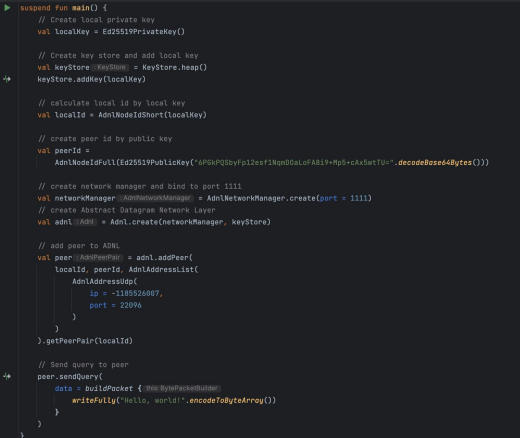 suspend fun main() {
// Create local private key
val localKey = Ed25519PrivateKey()
// Create key store and add local key
val keyStore : KeyStore = KeyStore.heap()
keyStore.addKey(localKey)
// calculate local id by local key
val localId = AdnlNodeIdShort(localKey)
// create peer id by public key
val peerId =
AdnlNodeIdFull(Ed25519PublicKey("6PGkPQSbyFp12esf1NqmDOaLoFA8i9+Mp5+cAx5wtTU=".decodeBase64Bytes()))
// create network manager and bind to port 1111
val networkManager : AdnlNetworkManager = AdnlNetworkManager.create(port = 1111)
// create Abstract Datagram Network Layer
val adnl : Adnl = Adnl.create(networkManager, keyStore)
// add peer to ADNL
val peer : AdnlPeerPair = adnl.addPeer(
localId, peerId, AdnlAddressList(
AdnlAddressUdp(
ip = -1185526007,
port = 22096
)
)
).getPeerPair(localId)
// Send query to peer
peer.sendQuery(
data = buildPacket { this: BytePacketBuilder
writeFully("Hello, world!".encodeToByteArray())
}
)
}